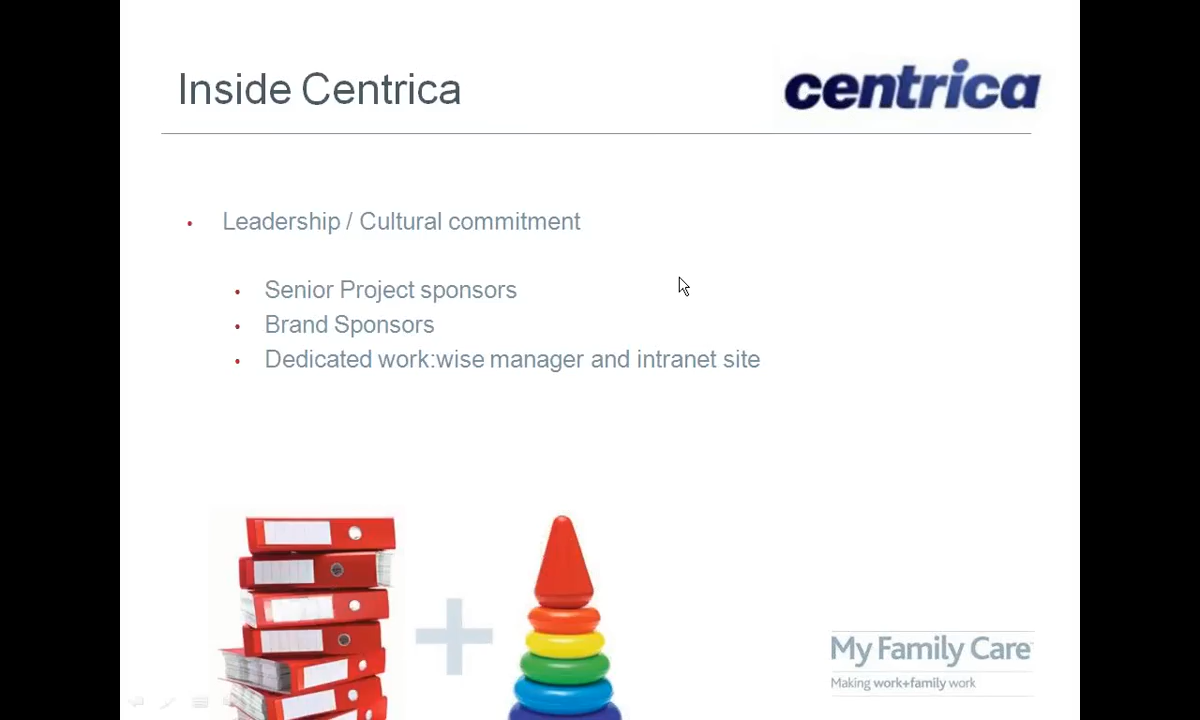 Inside Centrica
centrica
Leadership / Cultural commitment
Senior Project sponsors
Brand Sponsors
Dedicated work:wise manager and intranet site
My Family Care
Making work+family work